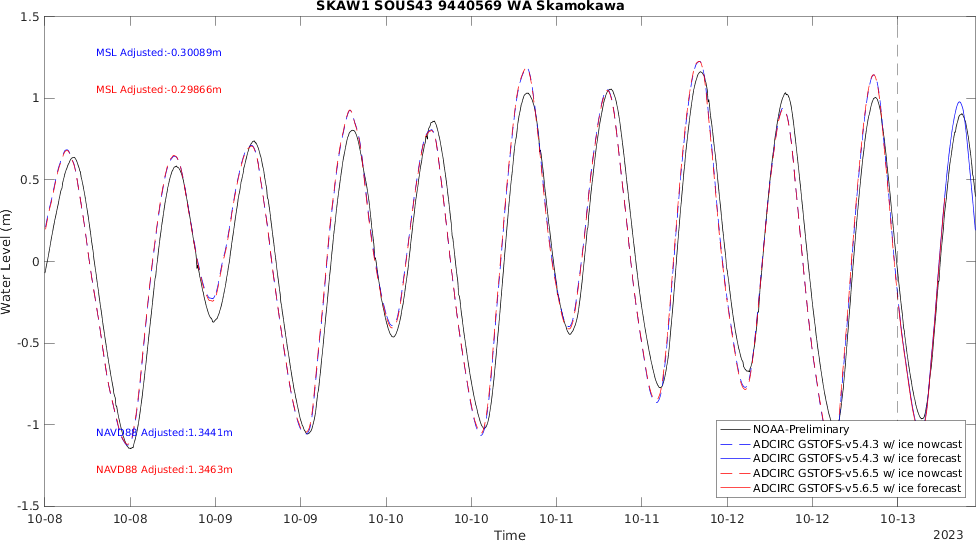 SKAW1 SOUS43 9440569 WA Skamokawa
1.5
1
0.5
0
-0.5
-1
-1.5
Water Level (m)
MSL Adjusted:-0.30089m
MSL Adjusted:-0.29866m
NAVD88 Adjusted:1.3441m
NAVD88 Adjusted:1.3463m
NOAA-Preliminary
ADCIRC GSTOFS-v5.4.3 w/ ice nowcast
ADCIRC GSTOFS-v5.4.3 w/ ice forecast
ADCIRC GSTOFS-v5.6.5 w/ ice nowcast
ADCIRC GSTOFS-v5.6.5 w/ ice forecast
10-08 10-08 10-09 10-09 10-10 10-10 10-11 10-11 10-12 10-12 10-13
Time
2023